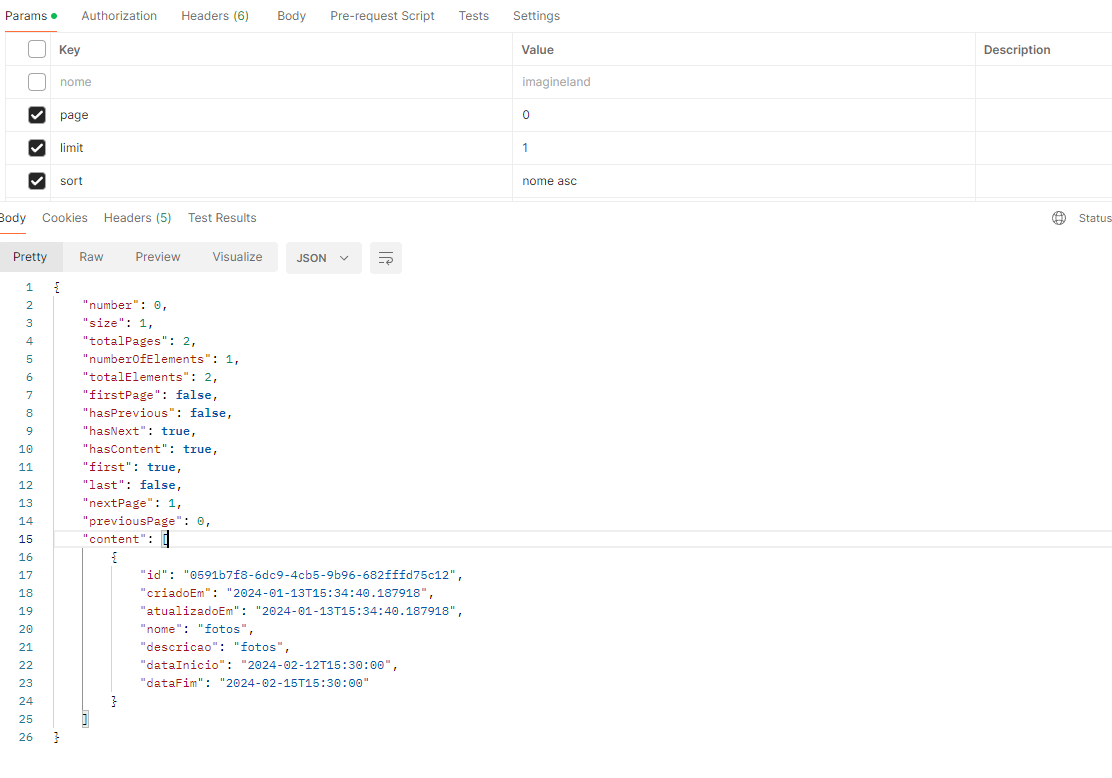 Params Authorization Headers (6) Body Pre-request Script Tests Settings
Key Value Description
nome imagineland
page 0
limit 1
sort nome asc
Body Cookies Headers (5) Test Results Status
Pretty Raw Preview Visualize JSON
1 {
2 "number": 0,
3 "size": 1,
4 "totalPages": 2,
5 "numberOfElements": 1,
6 "totalElements": 2,
7 "firstPage": false,
8 "hasPrevious": false,
9 "hasNext": true,
10 "hasContent": true,
11 "first": true,
12 "last": false,
13 "nextPage": 1,
14 "previousPage": 0,
15 "content": [
16 {
17 "id": "0591b7f8-6dc9-4cb5-9b96-682fffd75c12",
18 "criadoEm": "2024-01-13T15:34:40.187918",
19 "atualizadoEm": "2024-01-13T15:34:40.187918",
20 "nome": "fotos",
21 "descricao": "fotos",
22 "dataInicio": "2024-02-12T15:30:00",
23 "dataFim": "2024-02-15T15:30:00"
24 }
25 ]
26 }